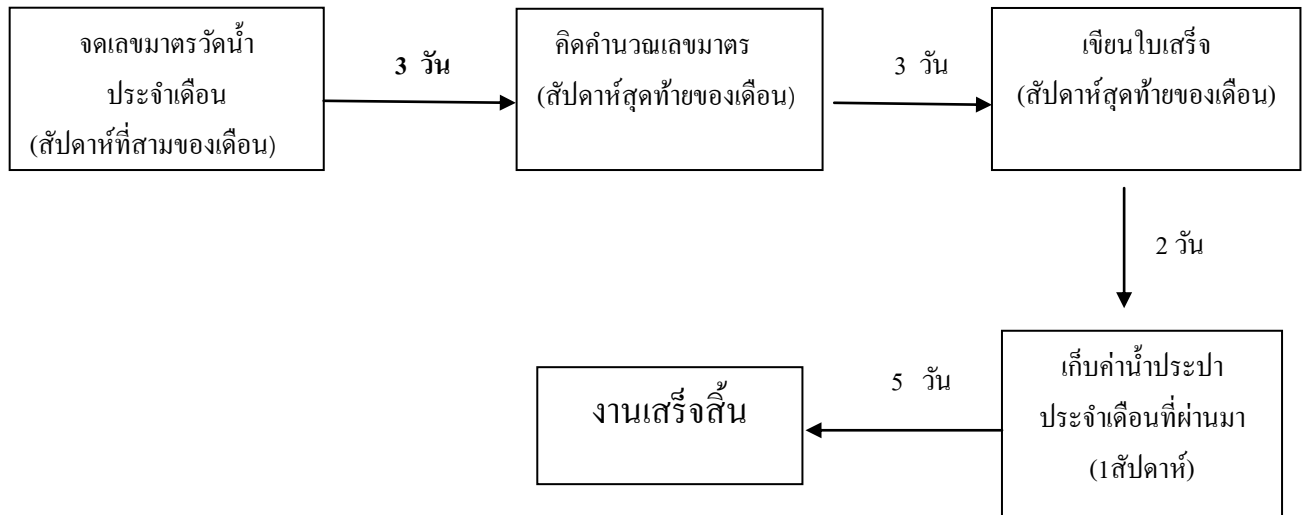 จดเลขมาตรวัดน้ำ
ประจำเดือน
(สัปดาห์ที่สามของเดือน)
3 วัน
คิดคำนวณเลขมาตร
(สัปดาห์สุดท้ายของเดือน)
3 วัน
เขียนใบเสร็จ
(สัปดาห์สุดท้ายของเดือน)
2 วัน
เก็บค่าน้ำประปา
ประจำเดือนที่ผ่านมา
(1สัปดาห์)
5 วัน
งานเสร็จสิ้น